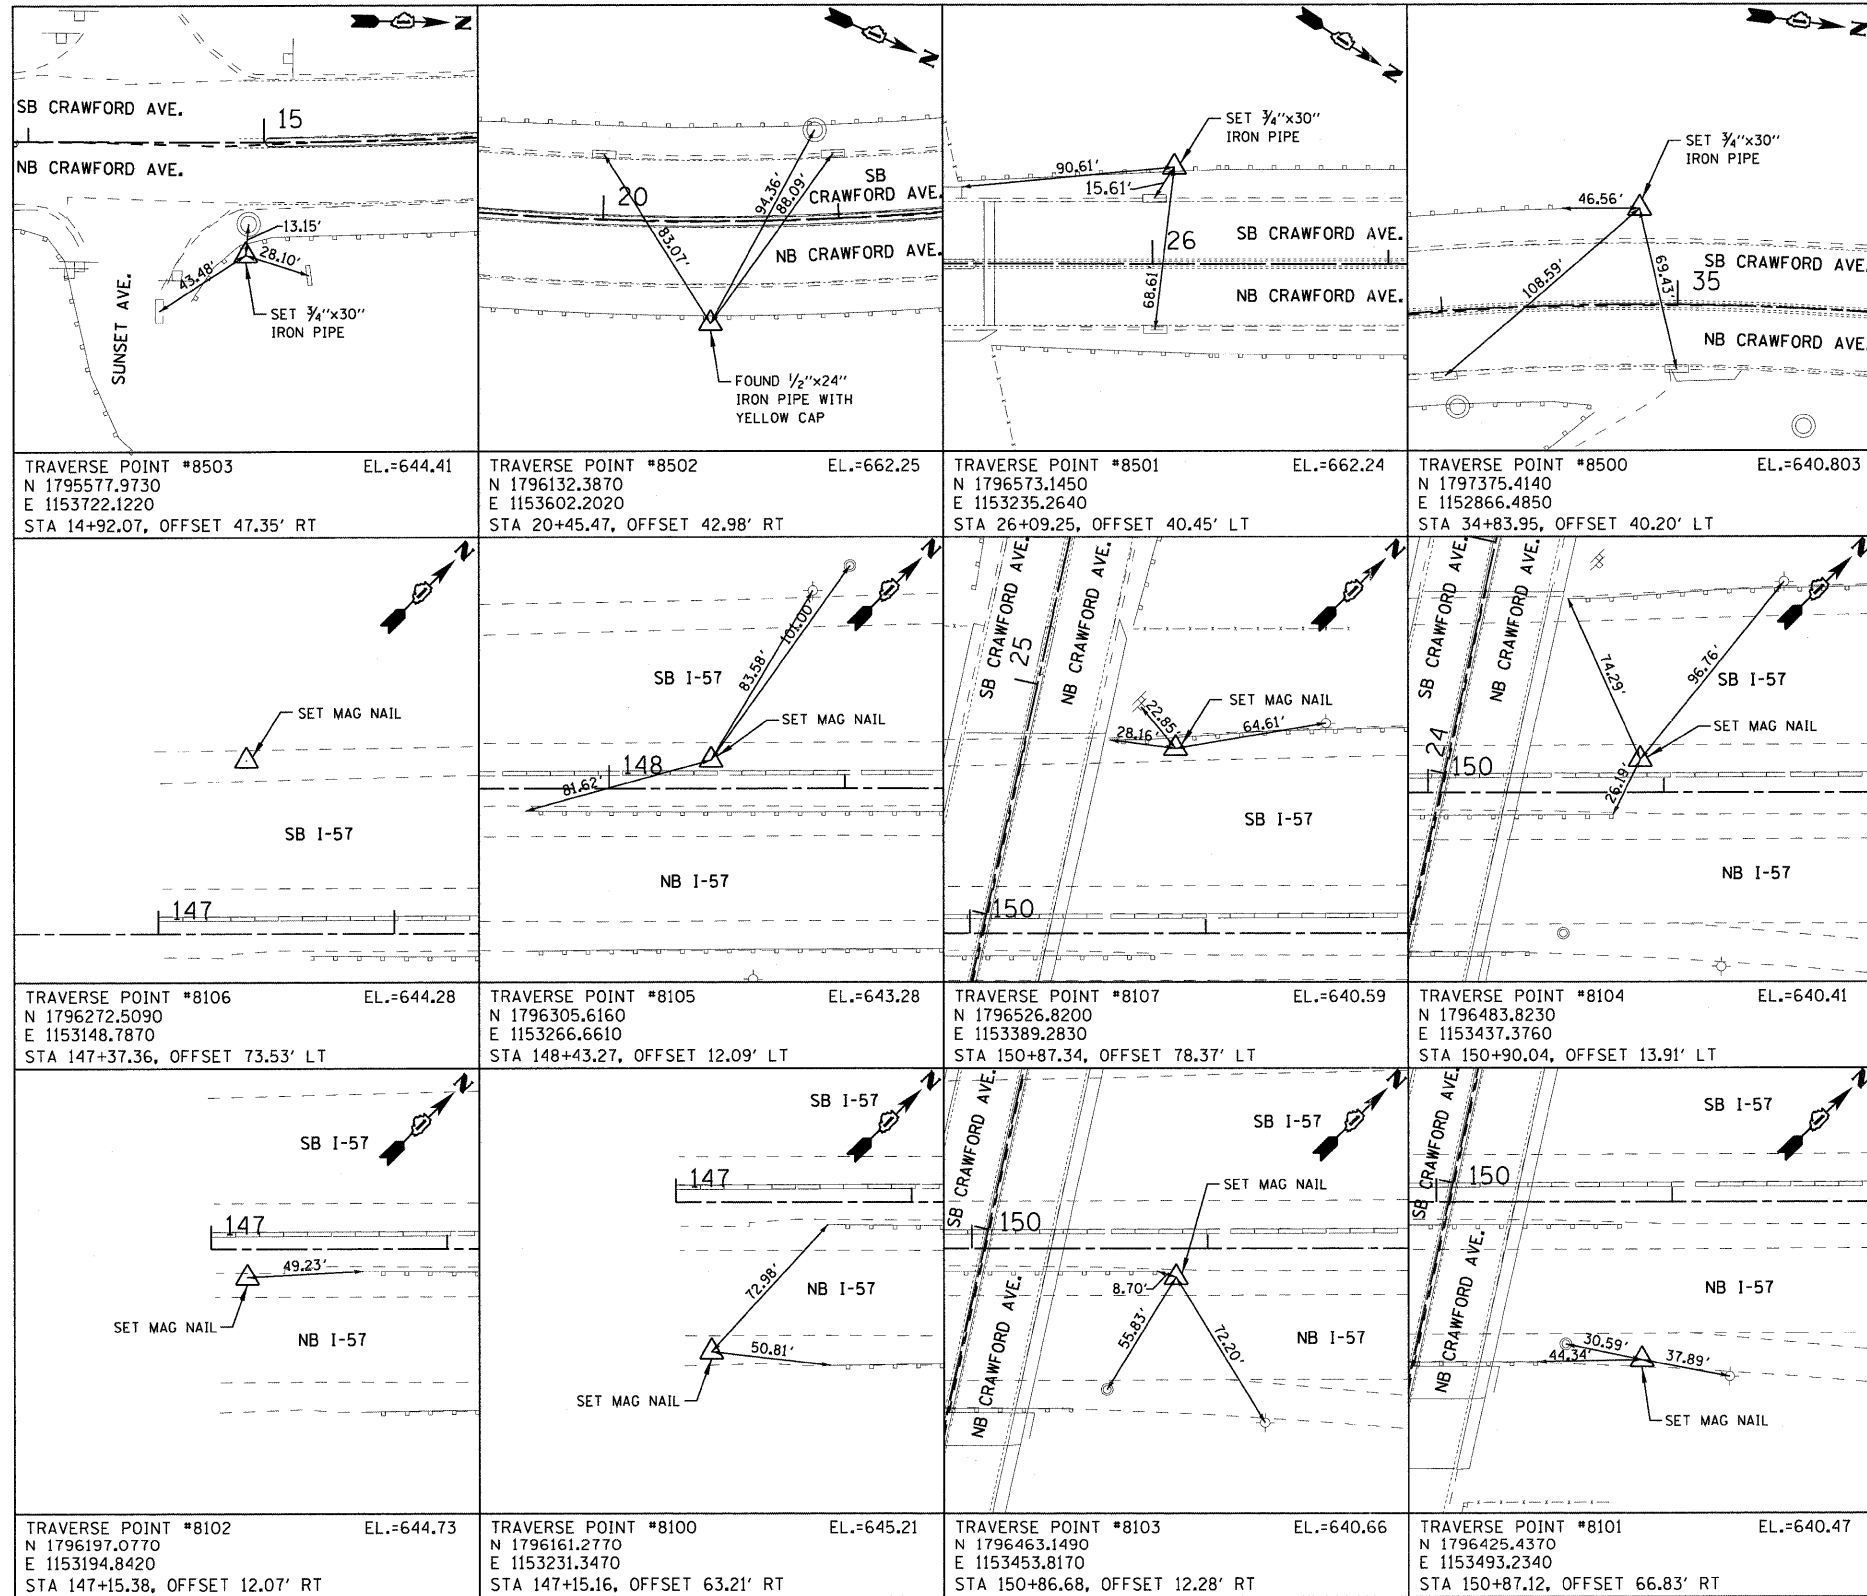 N
SB CRAWFORD AVE.
15
NB CRAWFORD AVE.
13.15'
28.10'
43.48'
SET 3/4"x30"
IRON PIPE
SUNSET AVE.
TRAVERSE POINT #8503 EL.=644.41
N 1795577.9730
E 1153722.1220
STA 14+92.07, OFFSET 47.35' RT
N
94.36'
88.09'
SB
CRAWFORD AVE.
20
83.07'
NB CRAWFORD AVE.
FOUND 1/2"x24"
IRON PIPE WITH
YELLOW CAP
TRAVERSE POINT #8502 EL.=662.25
N 1796132.3870
E 1153602.2020
STA 20+45.47, OFFSET 42.98' RT
N
SET 3/4"x30"
IRON PIPE
90.61'
15.61'
26
SB CRAWFORD AVE.
68.61'
NB CRAWFORD AVE.
TRAVERSE POINT #8501 EL.=662.24
N 1796573.1450
E 1153235.2640
STA 26+09.25, OFFSET 40.45' LT
N
SET 3/4"x30"
IRON PIPE
46.56'
SB CRAWFORD AVE.
108.59'
69.43'
35
NB CRAWFORD AVE.
TRAVERSE POINT #8500 EL.=640.803
N 1797375.4140
E 1152866.4850
STA 34+83.95, OFFSET 40.20' LT
N
SET MAG NAIL
SB I-57
147
TRAVERSE POINT #8106 EL.=644.28
N 1796272.5090
E 1153148.7870
STA 147+37.36, OFFSET 73.53' LT
N
101.00'
83.58'
SB I-57
SET MAG NAIL
148
81.62'
NB I-57
TRAVERSE POINT #8105 EL.=643.28
N 1796305.6160
E 1153266.6610
STA 148+43.27, OFFSET 12.09' LT
N
SB CRAWFORD AVE.
25
NB CRAWFORD AVE.
SET MAG NAIL
22.85'
28.16'
64.61'
SB I-57
150
TRAVERSE POINT #8107 EL.=640.59
N 1796526.8200
E 1153389.2830
STA 150+87.34, OFFSET 78.37' LT
N
SB CRAWFORD AVE.
NB CRAWFORD AVE.
74.29'
96.76'
SB I-57
SET MAG NAIL
24
150
26.19'
NB I-57
TRAVERSE POINT #8104 EL.=640.41
N 1796483.8230
E 1153437.3760
STA 150+90.04, OFFSET 13.91' LT
N
SB I-57
147
49.23'
SET MAG NAIL
NB I-57
TRAVERSE POINT #8102 EL.=644.73
N 1796197.0770
E 1153194.8420
STA 147+15.38, OFFSET 12.07' RT
N
SB I-57
147
72.98'
NB I-57
50.81'
SET MAG NAIL
TRAVERSE POINT #8100 EL.=645.21
N 1796161.2770
E 1153231.3470
STA 147+15.16, OFFSET 63.21' RT
N
SB CRAWFORD AVE.
SB I-57
SET MAG NAIL
150
8.70'
55.83'
72.20'
NB I-57
NB CRAWFORD AVE.
TRAVERSE POINT #8103 EL.=640.66
N 1796463.1490
E 1153453.8170
STA 150+86.68, OFFSET 12.28' RT
N
SB CRAWFORD AVE.
SB I-57
150
NB I-57
NB CRAWFORD AVE.
30.59'
44.34'
37.89'
SET MAG NAIL
TRAVERSE POINT #8101 EL.=640.47
N 1796425.4370
E 1153493.2340
STA 150+87.12, OFFSET 66.83' RT